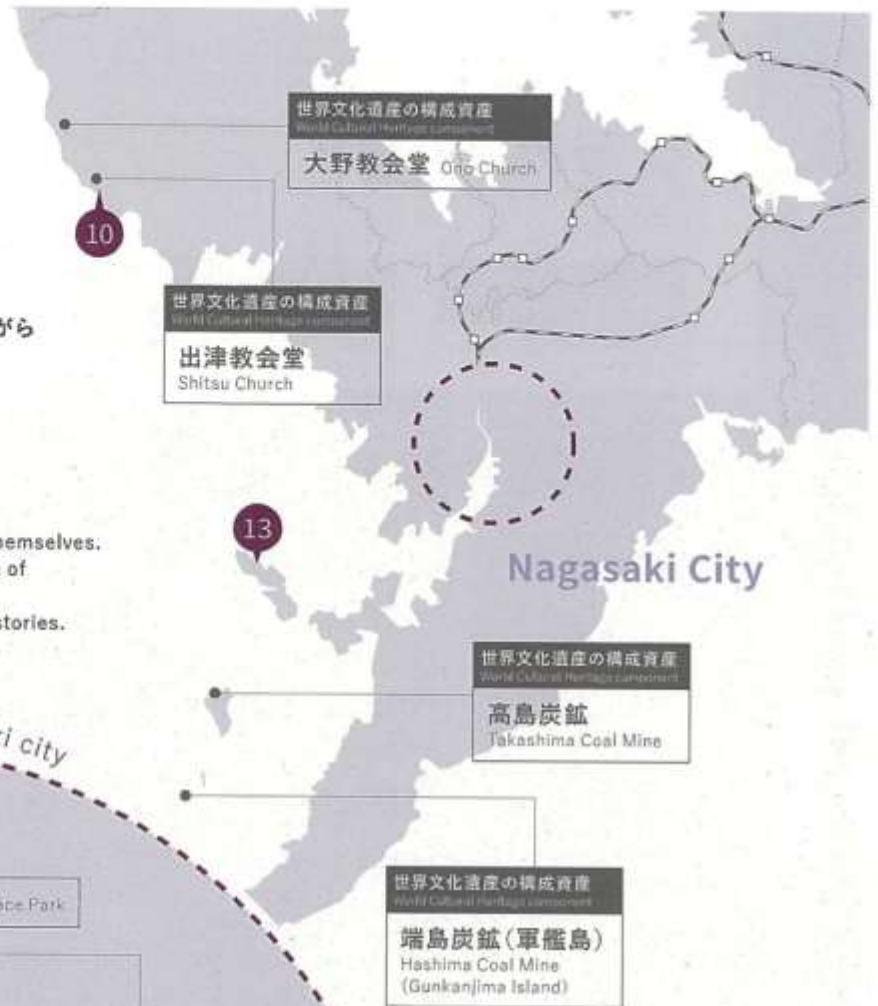 世界文化遺産の構成資産
World Cultural Heritage component
大野教会堂 Ono Church
10
世界文化遺産の構成資産
World Cultural Heritage component
出津教会堂
Shitsu Church
がら
13
hemselves.
of
stories.
Nagasaki City
世界文化遺産の構成資産
World Cultural Heritage component
高島炭鉱
Takashima Coal Mine
ki city
ace Park
世界文化遺産の構成資産
World Cultural Heritage component
端島炭鉱(軍艦島)
Hashima Coal Mine
(Gunkanjima Island)